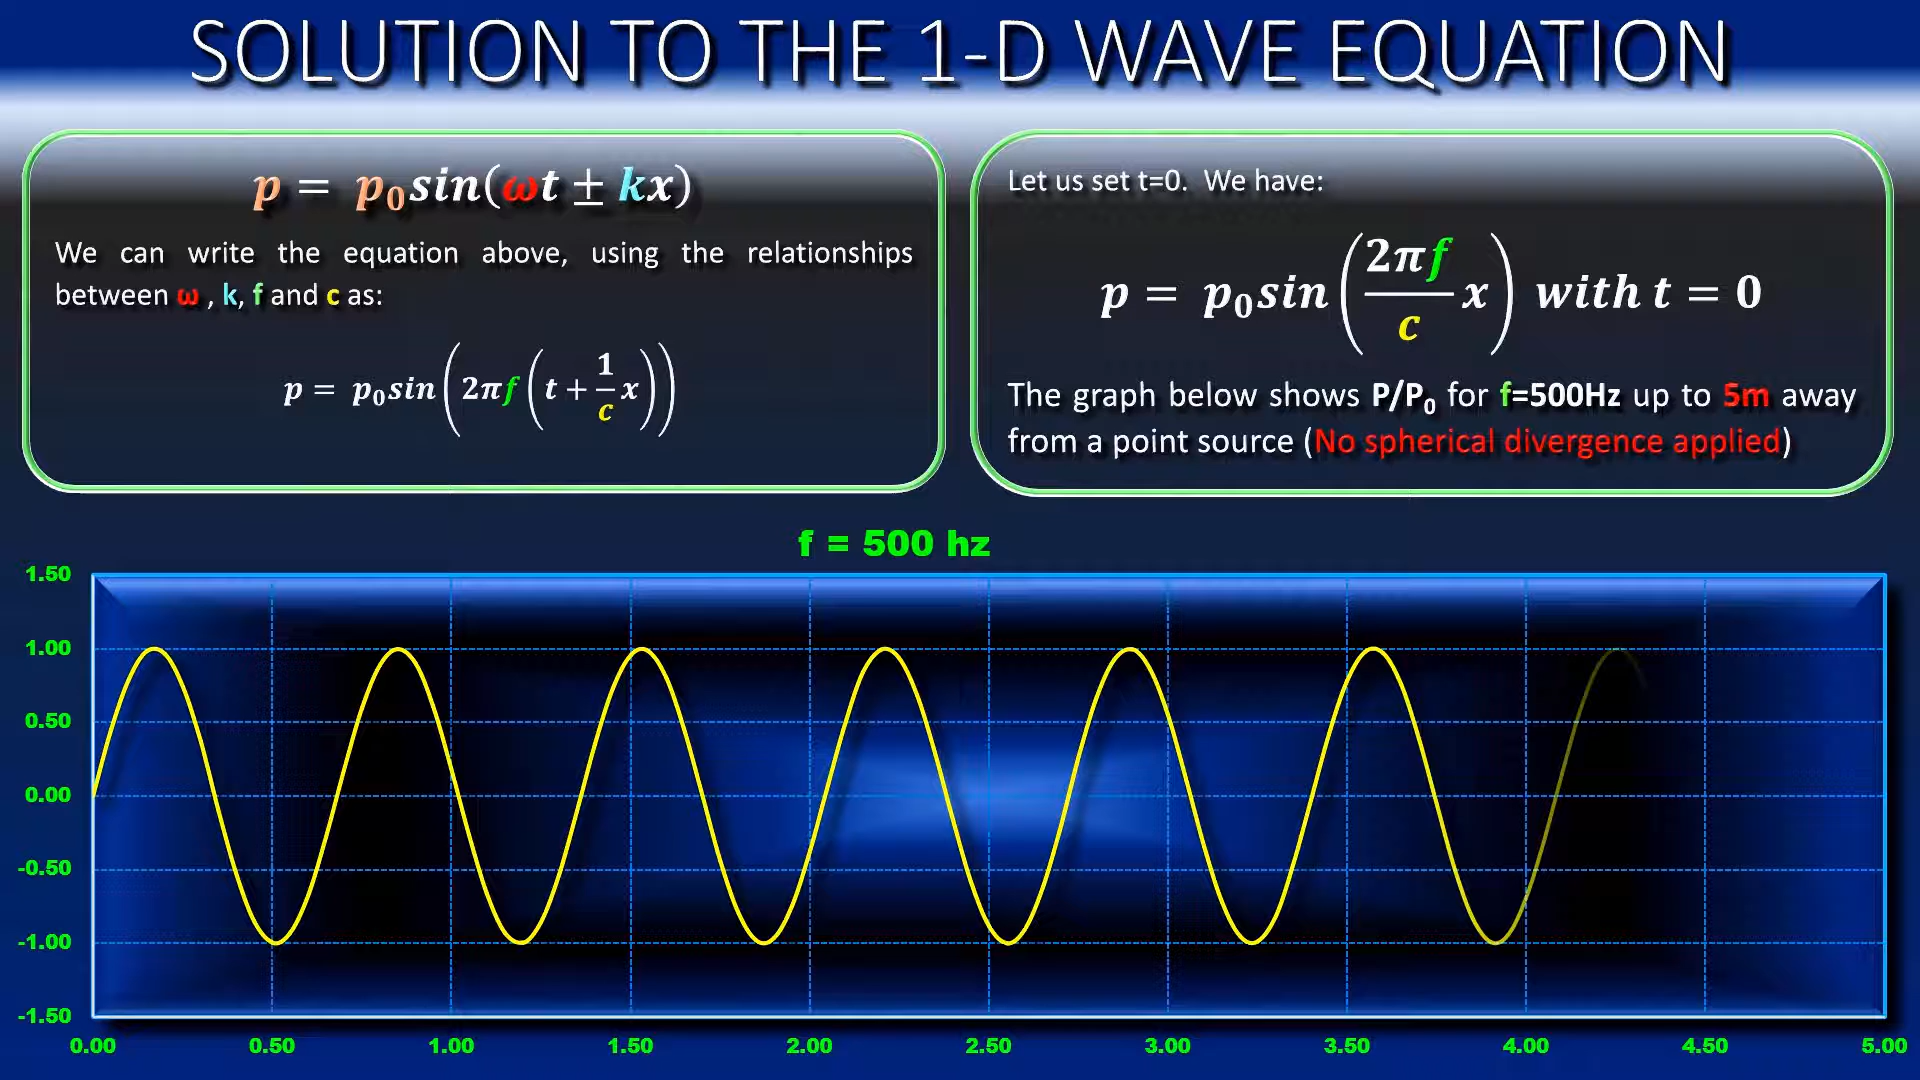 SOLUTION TO THE 1-D WAVE EQUATION
p = p₀sin(ωt ± kx)
We can write the equation above, using the relationships
between ω , k, f and c as:
p = p₀sin(2πf(t + 1/c x))
Let us set t=0. We have:
p = p₀sin(2πf/c x) with t = 0
The graph below shows P/P₀ for f=500Hz up to 5m away
from a point source (No spherical divergence applied)
f = 500 hz
1.50
1.00
0.50
0.00
-0.50
-1.00
-1.50
0.00 0.50 1.00 1.50 2.00 2.50 3.00 3.50 4.00 4.50 5.00